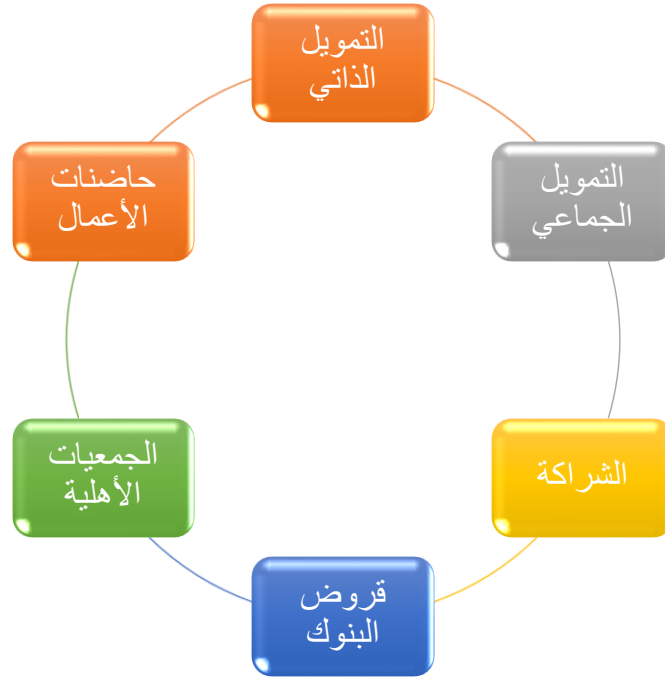 التمويل
الذاتي
التمويل
الجماعي
الشراكة
قروض
البنوك
الجمعيات
الأهلية
حاضنات
الأعمال